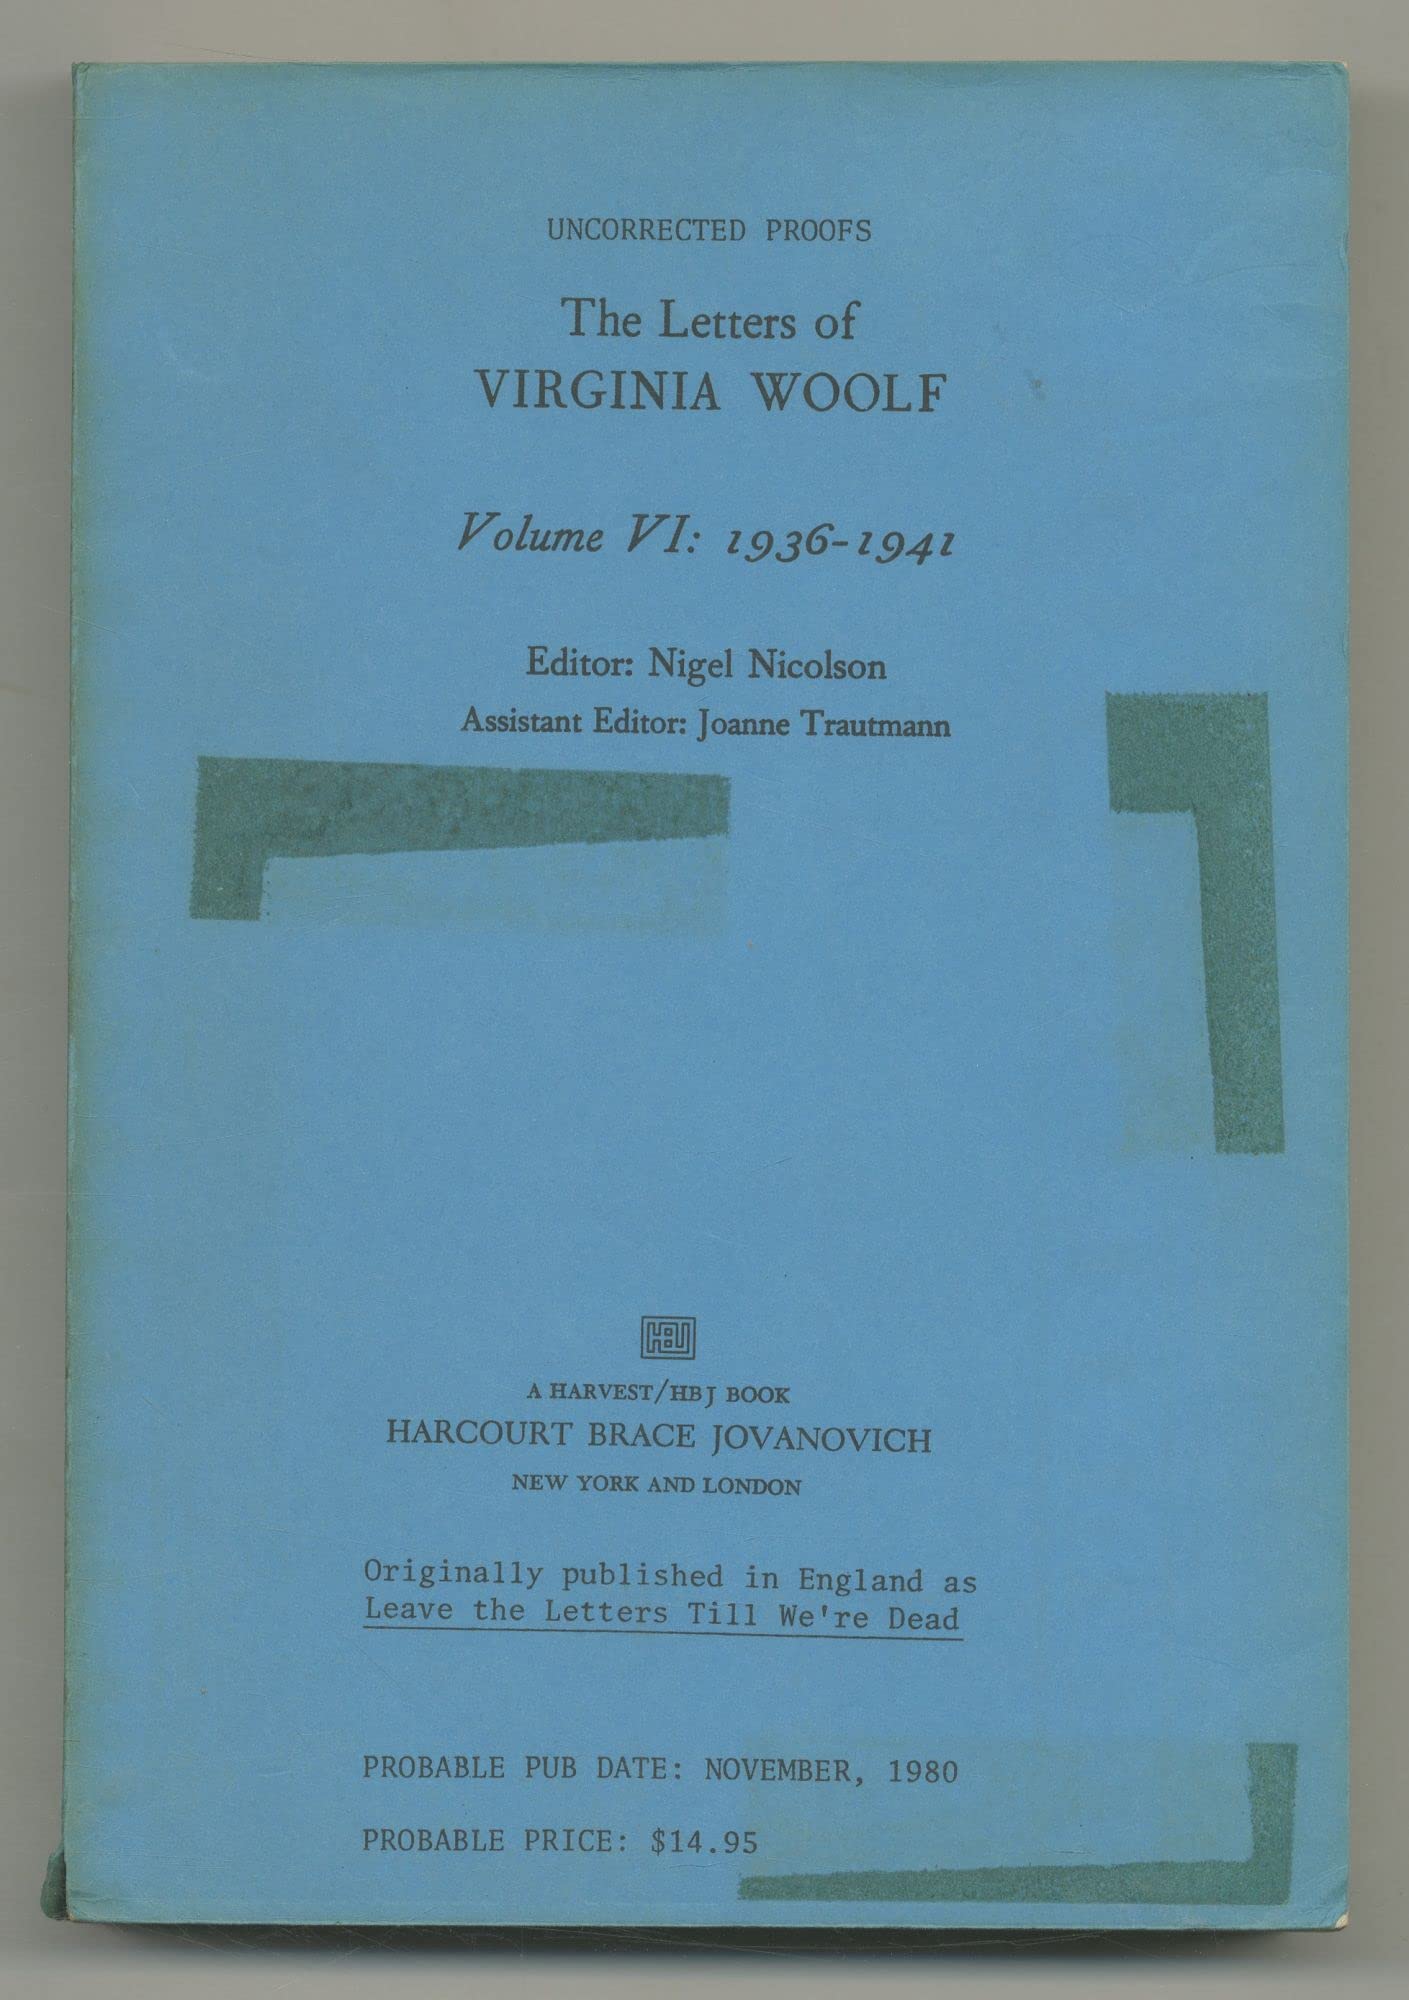 UNCORRECTED PROOFS
The Letters of
VIRGINIA WOOLF
Volume VI: 1936-1941
Editor: Nigel Nicolson
Assistant Editor: Joanne Trautmann
HBJ
A HARVEST/HBJ BOOK
HARCOURT BRACE JOVANOVICH
NEW YORK AND LONDON
Originally published in England as
Leave the Letters Till We're Dead
PROBABLE PUB DATE: NOVEMBER, 1980
PROBABLE PRICE: $14.95